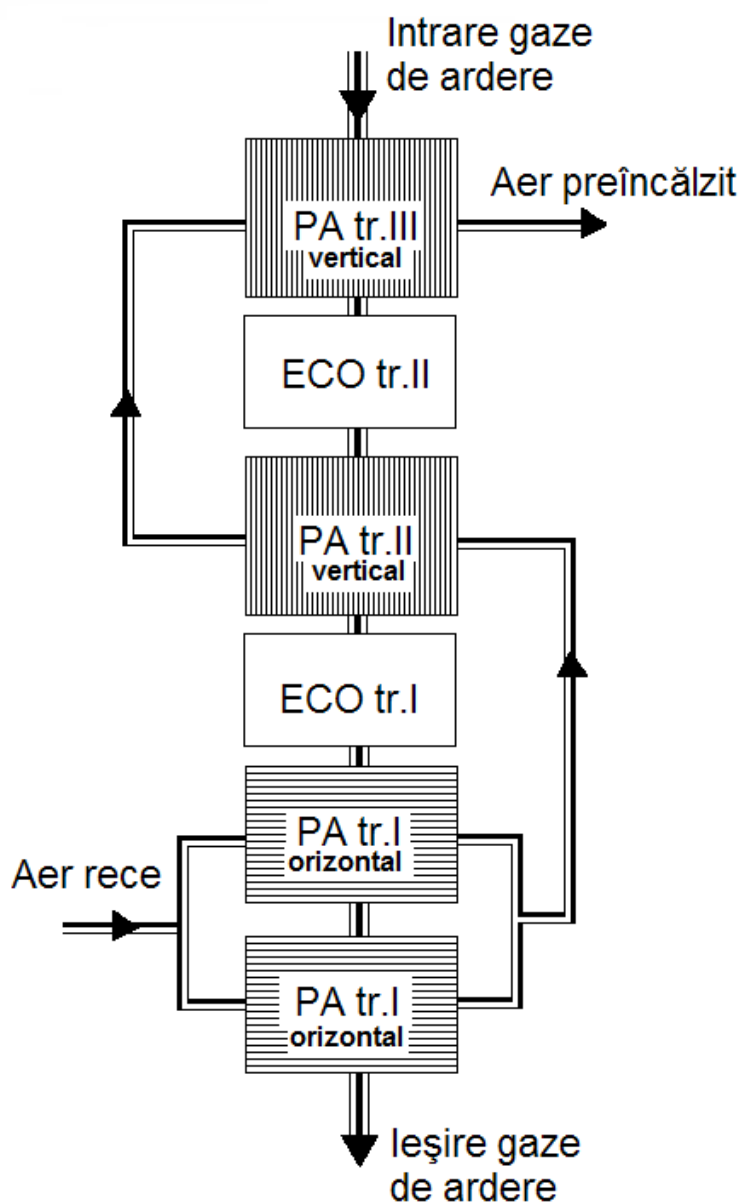 Intrare gaze
de ardere
Aer preîncălzit
PA tr.III
vertical
ECO tr.II
PA tr.II
vertical
ECO tr.I
PA tr.I
orizontal
Aer rece
PA tr.I
orizontal
Ieşire gaze
de ardere